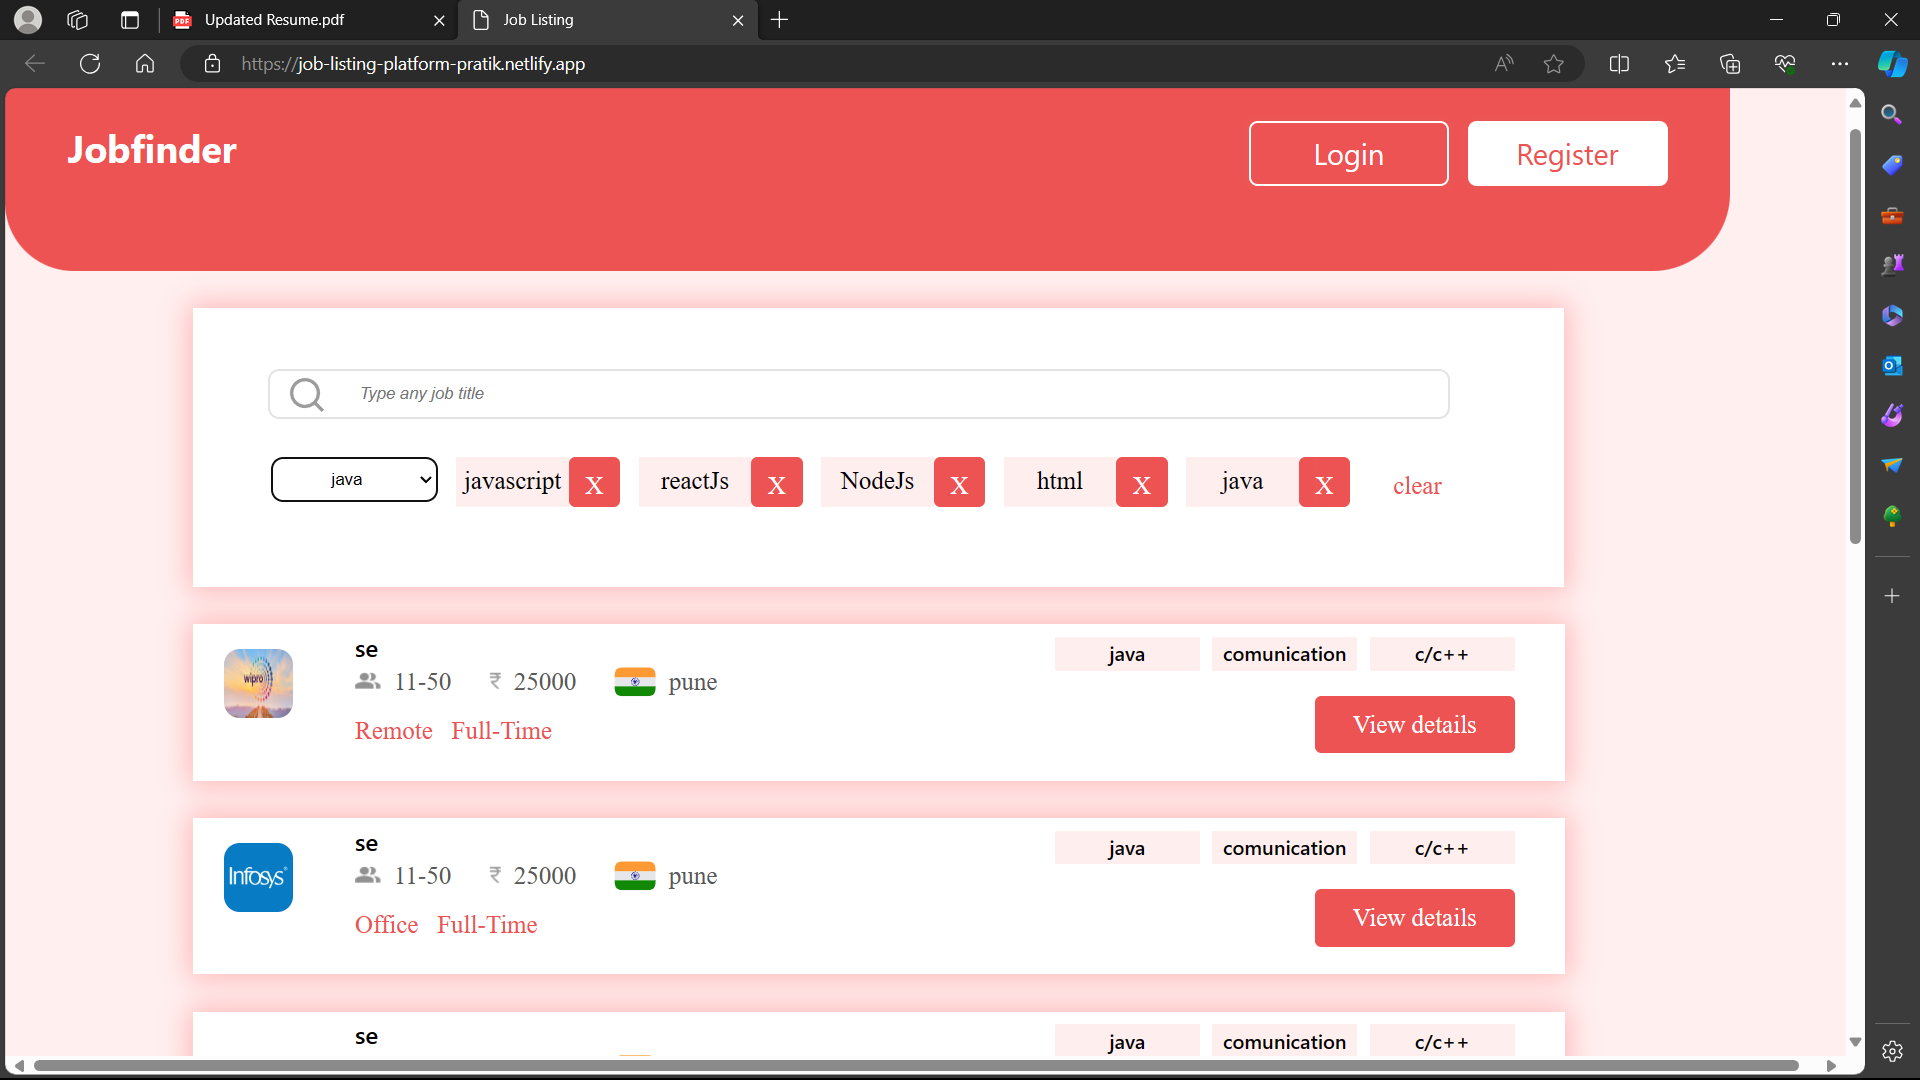 Updated Resume.pdf
Job Listing
https://job-listing-platform-pratik.netlify.app
Jobfinder
Login
Register
Type any job title
java
javascript X
reactJs X
NodeJs X
html X
java X
clear
wipro
se
11-50 ₹ 25000 pune
Remote Full-Time
java comunication c/c++
View details
Infosys
se
11-50 ₹ 25000 pune
Office Full-Time
java comunication c/c++
View details
se
java comunication c/c++